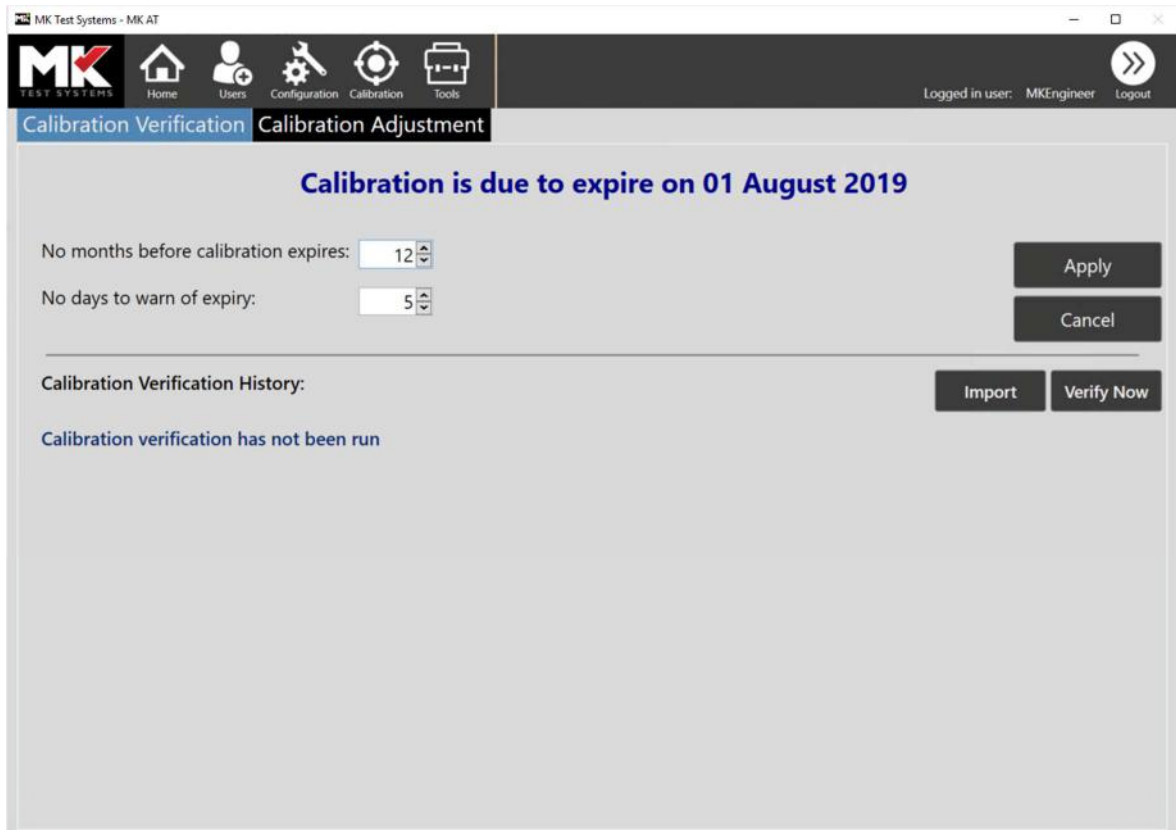 MK Test Systems - MK AT
MK
TEST SYSTEMS
Home
Users
Configuration
Calibration
Tools
Logged in user: MKEngineer
Logout
Calibration Verification
Calibration Adjustment
Calibration is due to expire on 01 August 2019
No months before calibration expires: 12
Apply
No days to warn of expiry: 5
Cancel
Calibration Verification History:
Import
Verify Now
Calibration verification has not been run